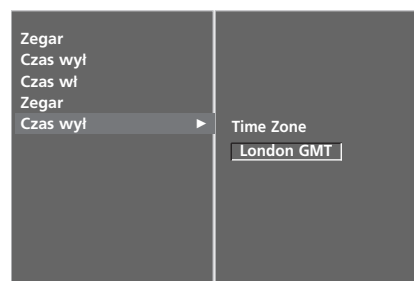 Zegar
Czas wył
Czas wł
Zegar
Czas wył ►
Time Zone
London GMT